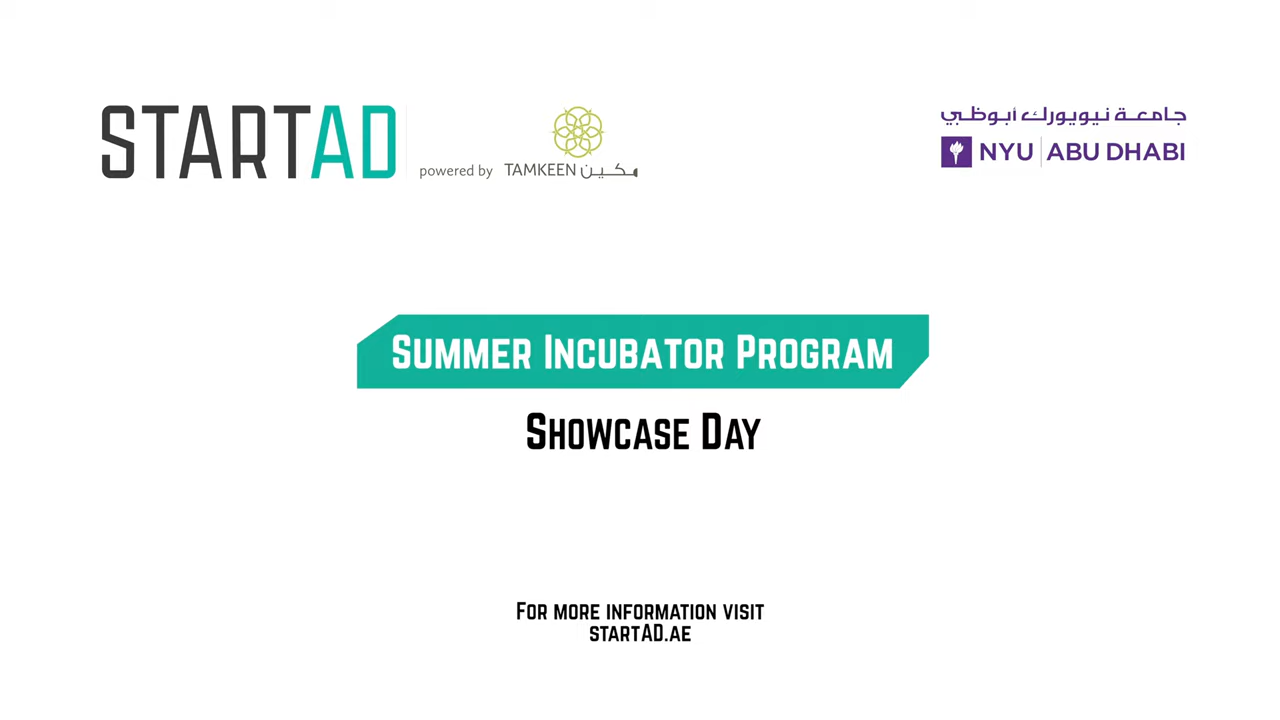 STARTAD
powered by TAMKEEN تمكين
جامعة نيويورك أبوظبي
NYU ABU DHABI
SUMMER INCUBATOR PROGRAM
SHOWCASE DAY
FOR MORE INFORMATION VISIT
STARTAD.AE